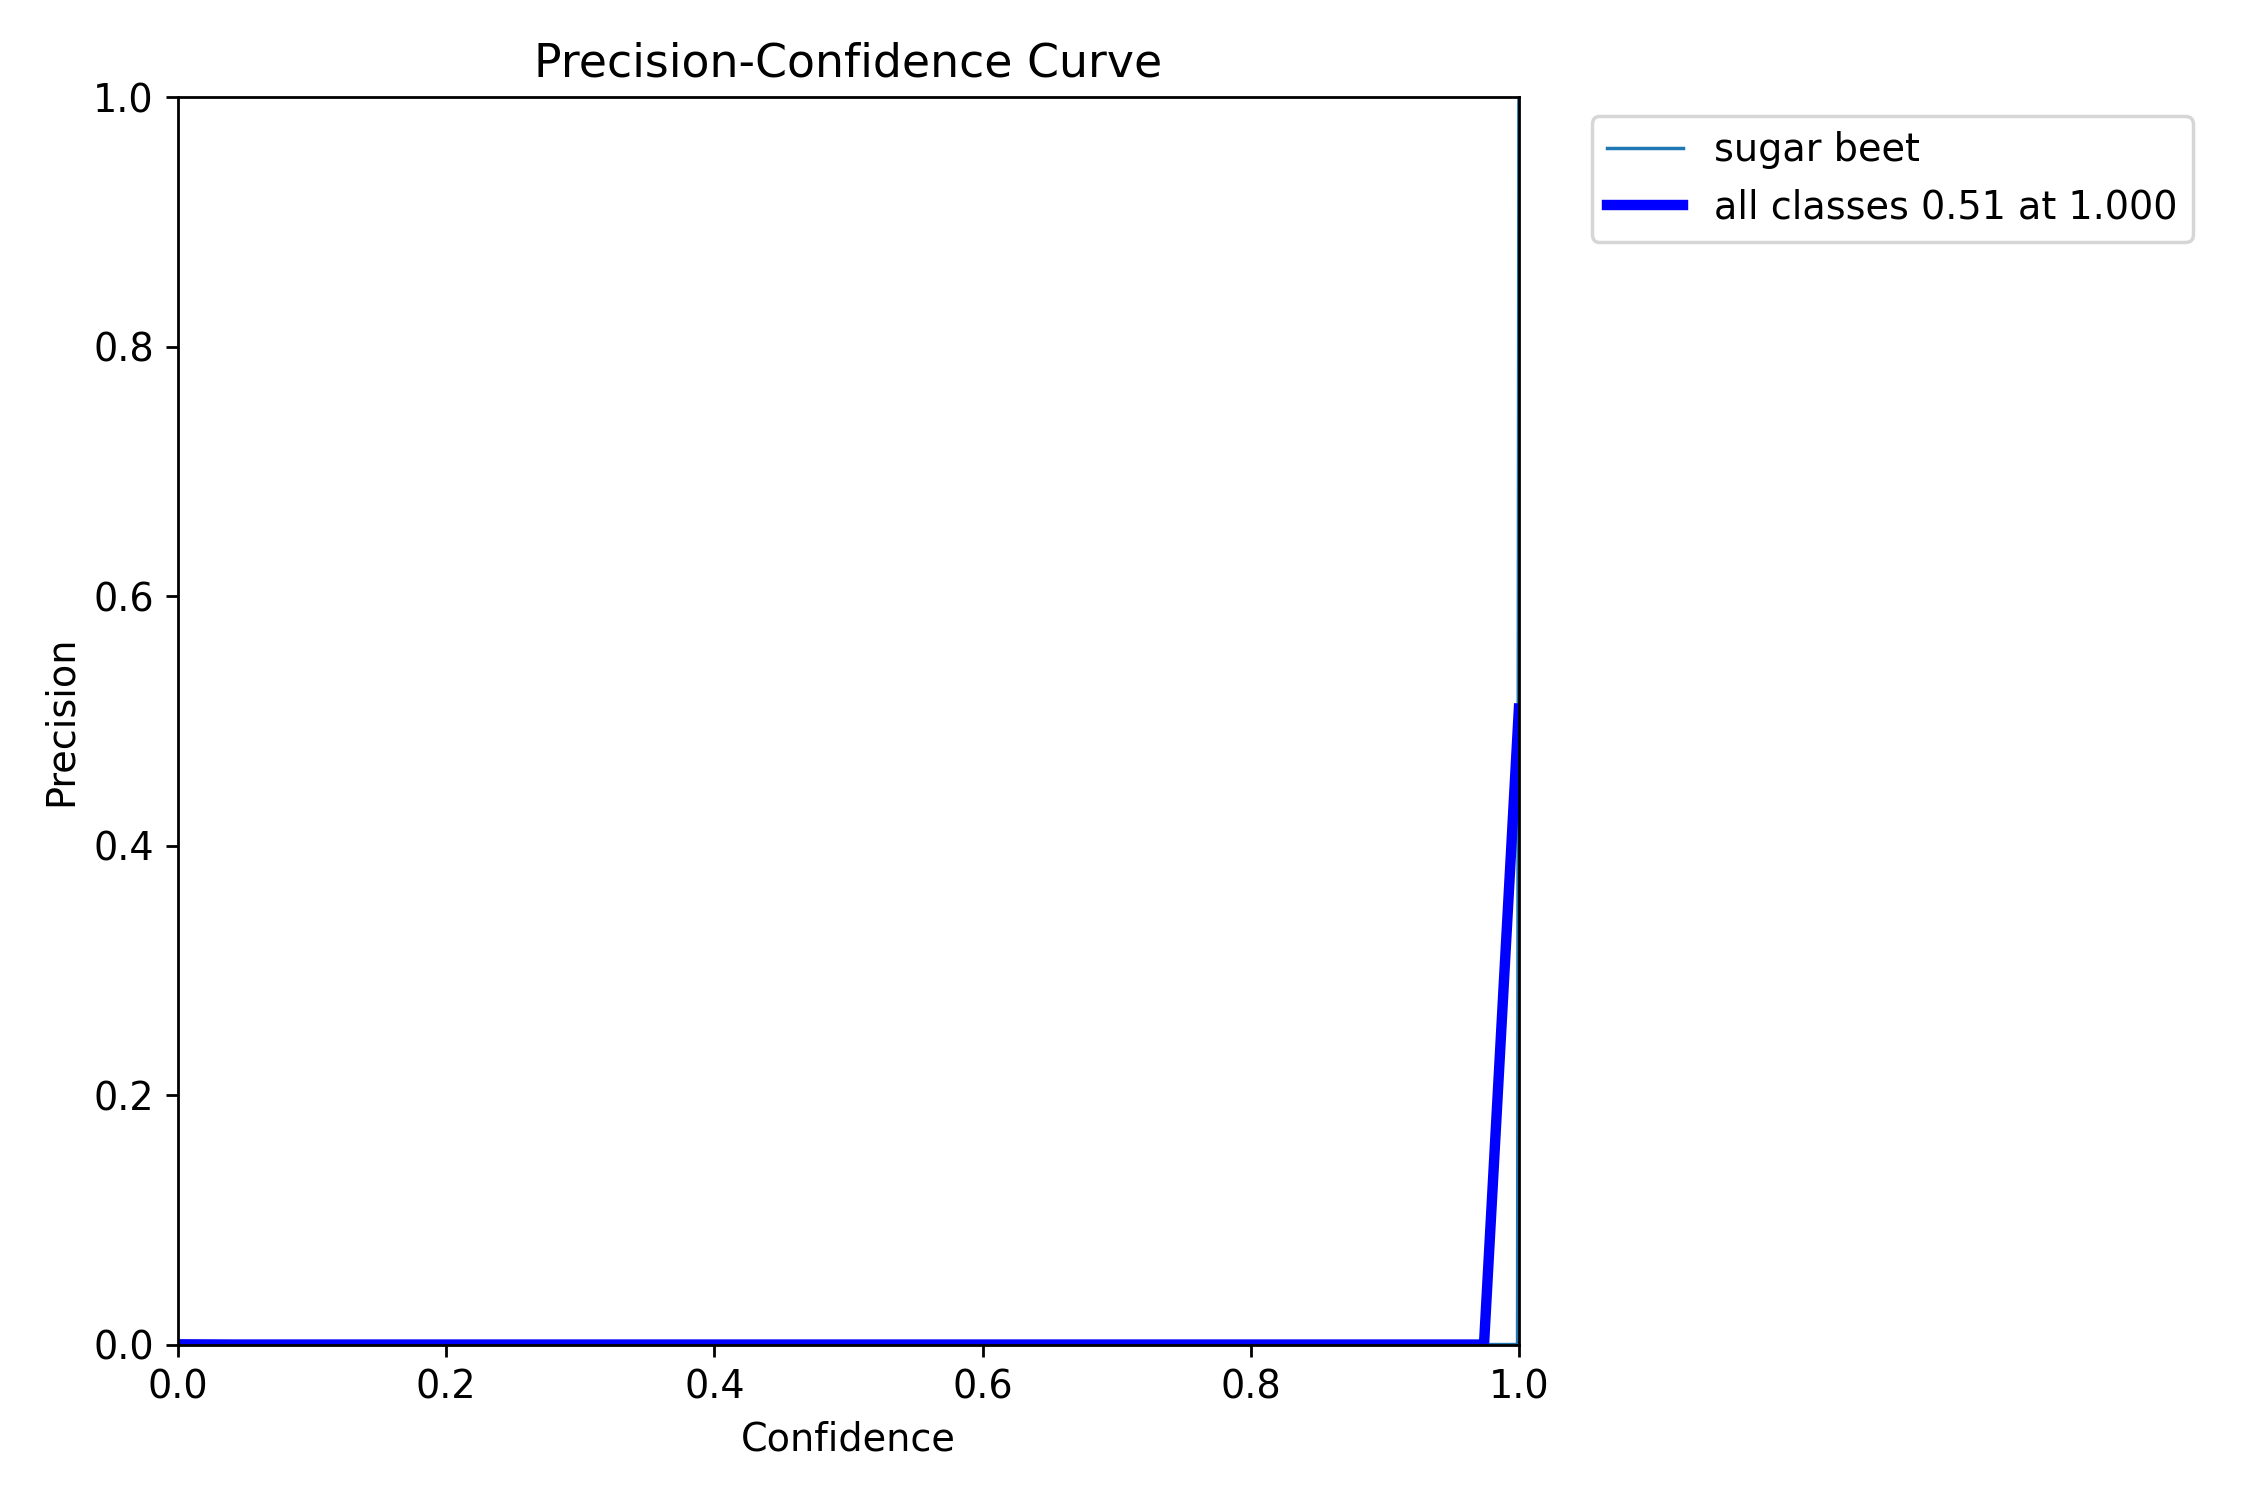 Precision-Confidence Curve
1.0
0.8
0.6
0.4
0.2
0.0
Precision
0.0 0.2 0.4 0.6 0.8 1.0
Confidence
sugar beet
all classes 0.51 at 1.000